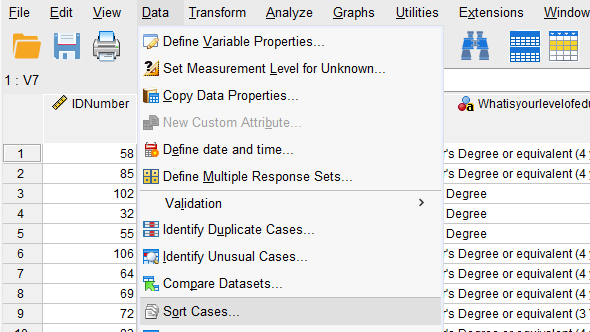 File Edit View Data Transform Analyze Graphs Utilities Extensions Window
1 : V7
IDNumber
Whatisyourlevelofedu
Define Variable Properties...
Set Measurement Level for Unknown...
Copy Data Properties...
New Custom Attribute...
Define date and time...
Define Multiple Response Sets...
Validation
Identify Duplicate Cases...
Identify Unusual Cases...
Compare Datasets...
Sort Cases...
1 58 's Degree or equivalent (4
2 85 's Degree or equivalent (4
3 102 Degree
4 32 Degree
5 55 Degree
6 106 's Degree or equivalent (4
7 64 's Degree or equivalent (4
8 69 's Degree or equivalent (4
9 72 's Degree or equivalent (3